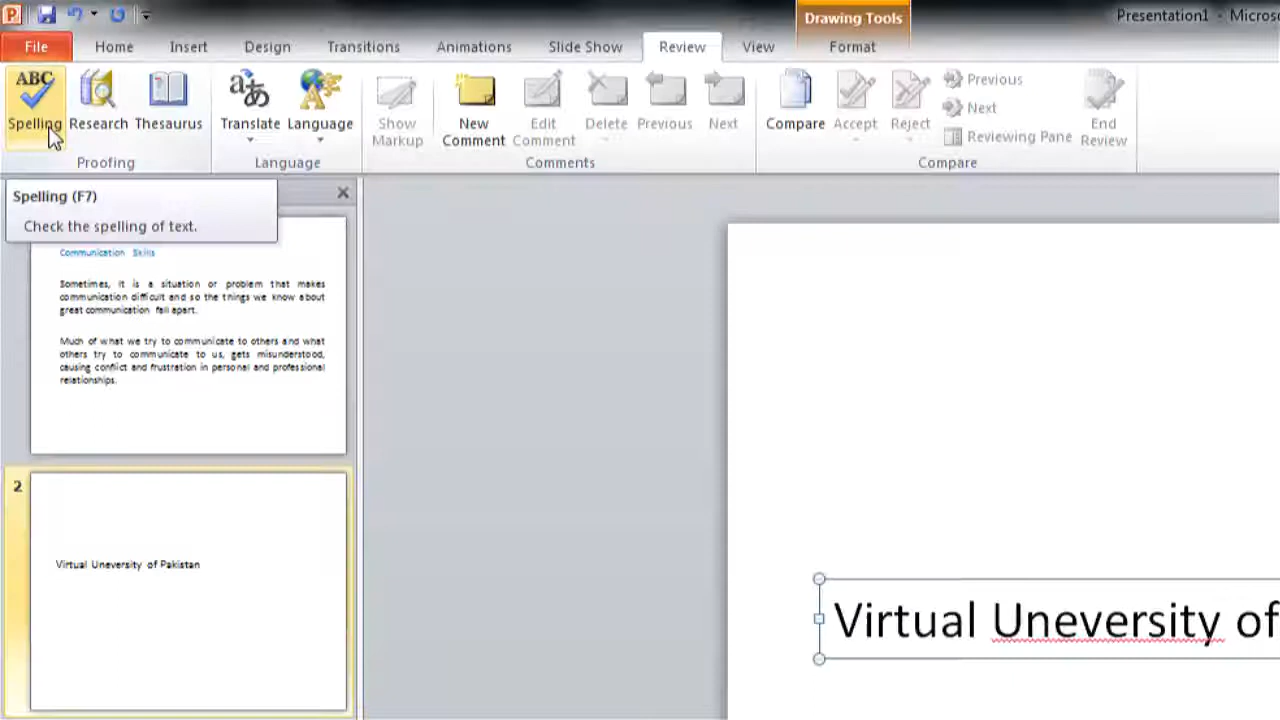 Drawing Tools
Presentation1 - Micros
File Home Insert Design Transitions Animations Slide Show Review View Format
ABC
Spelling Research Thesaurus Translate Language Show Markup New Comment Edit Comment Delete Previous Next Compare Accept Reject Previous Next Reviewing Pane End Review
Proofing Language Comments Compare
Spelling (F7)
Check the spelling of text.
Communication Skills
Sometimes, it is a situation or problem that makes
communication difficult and so the things we know about
great communication fall apart.
Much of what we try to communicate to others and what
others try to communicate to us, gets misunderstood,
causing conflict and frustration in personal and professional
relationships.
2
Virtual Uneversity of Pakistan
Virtual Uneversity of